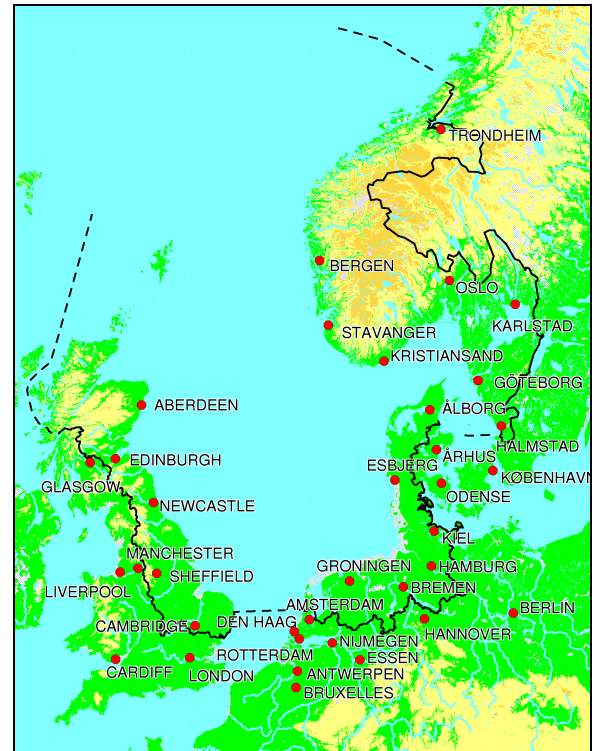 TRONDHEIM
BERGEN
OSLO
KARLSTAD
STAVANGER
KRISTIANSAND
GÖTEBORG
ABERDEEN
ÅLBORG
HALMSTAD
ÅRHUS
EDINBURGH
ESBJERG
KØBENHAVN
GLASGOW
ODENSE
NEWCASTLE
KIEL
MANCHESTER
GRONINGEN
HAMBURG
SHEFFIELD
LIVERPOOL
BREMEN
AMSTERDAM
BERLIN
CAMBRIDGE
DEN HAAG
HANNOVER
NIJMEGEN
ROTTERDAM
ESSEN
CARDIFF
LONDON
ANTWERPEN
BRUXELLES